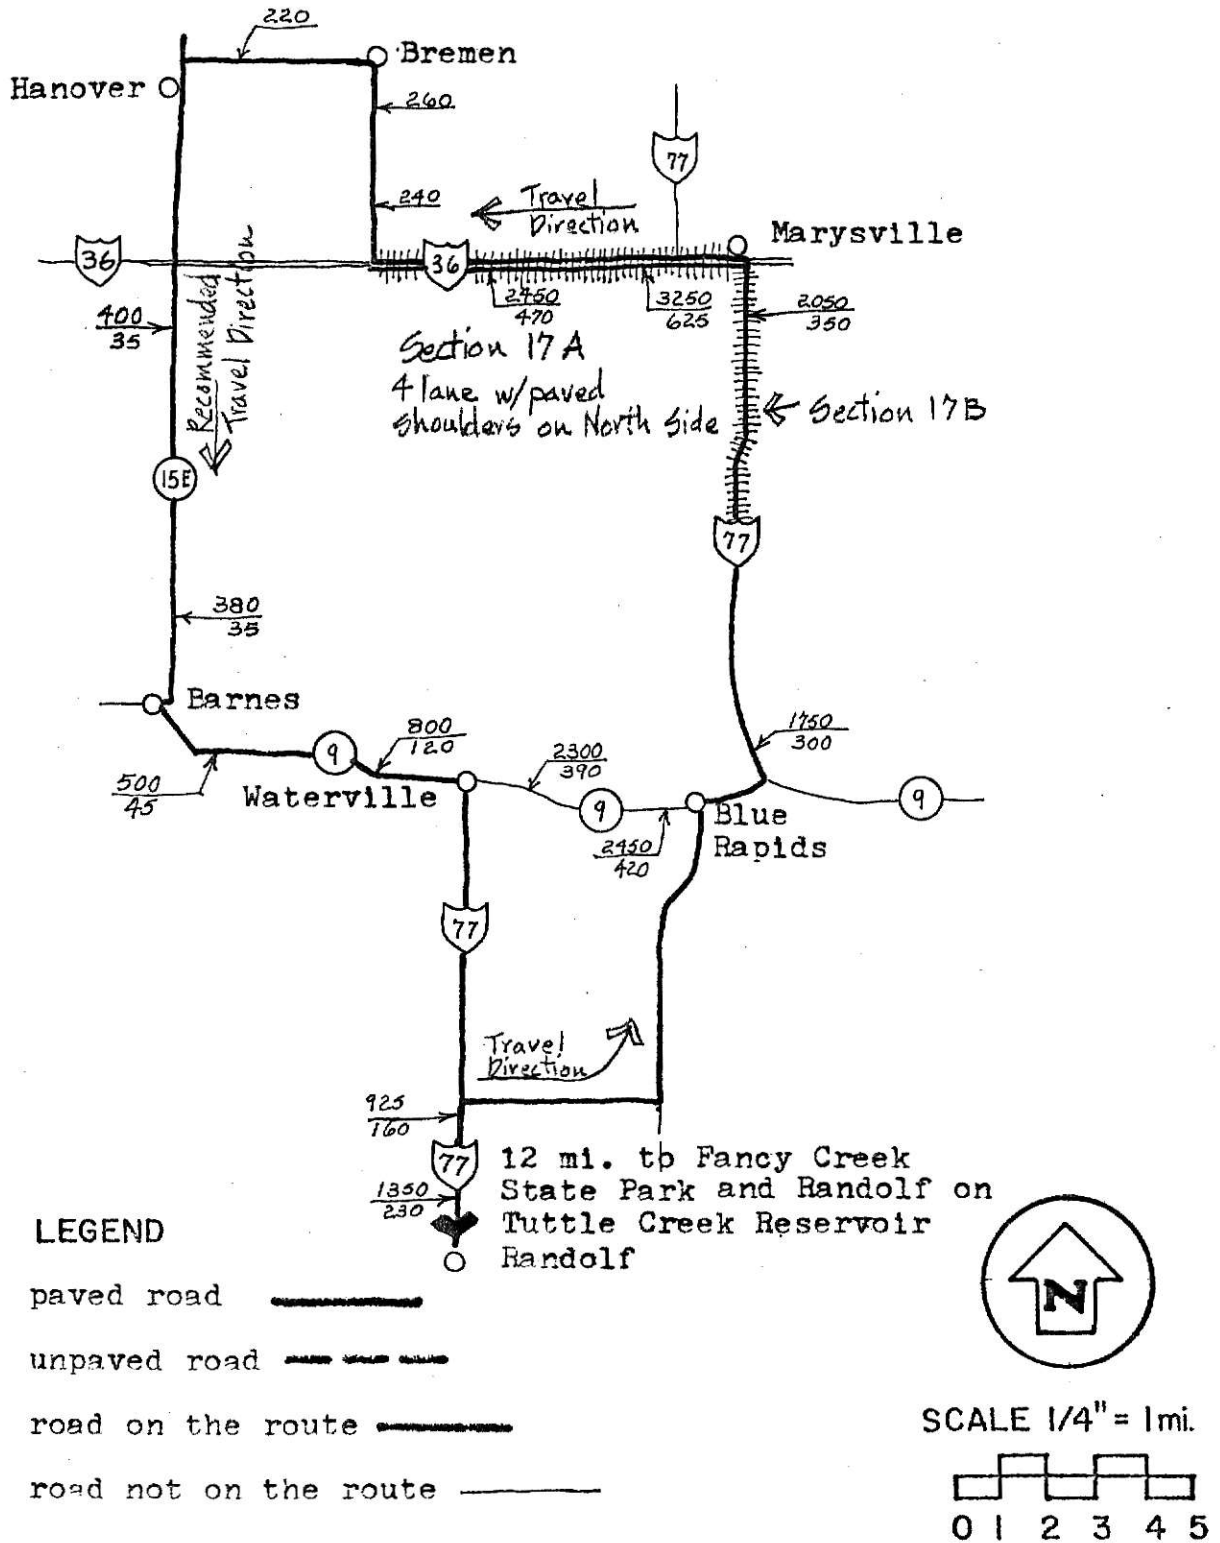 220
Bremen
Hanover
260
77
240
Travel
Direction
Marysville
36
36
2450
470
3250
625
2050
350
400
35
Recommended
Travel Direction
Section 17A
4 lane w/paved
shoulders on North Side
Section 17B
15E
77
380
35
Barnes
9
800
120
2300
390
1750
300
500
45
Waterville
9
9
Blue
Rapids
2450
420
77
Travel
Direction
925
160
77
12 mi. to Fancy Creek
State Park and Randolf on
Tuttle Creek Reservoir
1350
230
Randolf
LEGEND
paved road
unpaved road
road on the route
road not on the route
N
SCALE 1/4"= 1mi.
0 1 2 3 4 5